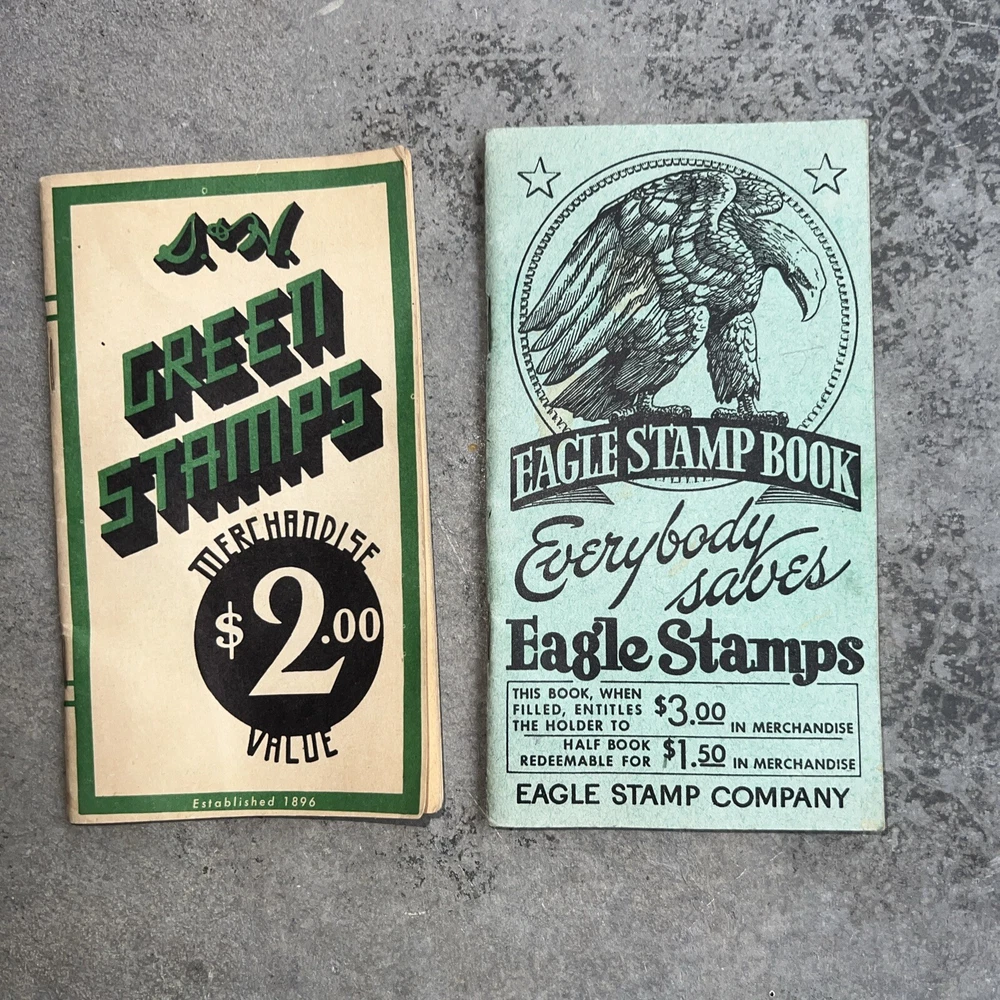 S.&H.
GREEN
STAMPS
MERCHANDISE
$2.00
VALUE
Established 1896
EAGLE STAMP BOOK
Everybody
saves
Eagle Stamps
THIS BOOK, WHEN
FILLED, ENTITLES
THE HOLDER TO
$3.00
IN MERCHANDISE
HALF BOOK
REDEEMABLE FOR
$1.50
IN MERCHANDISE
EAGLE STAMP COMPANY